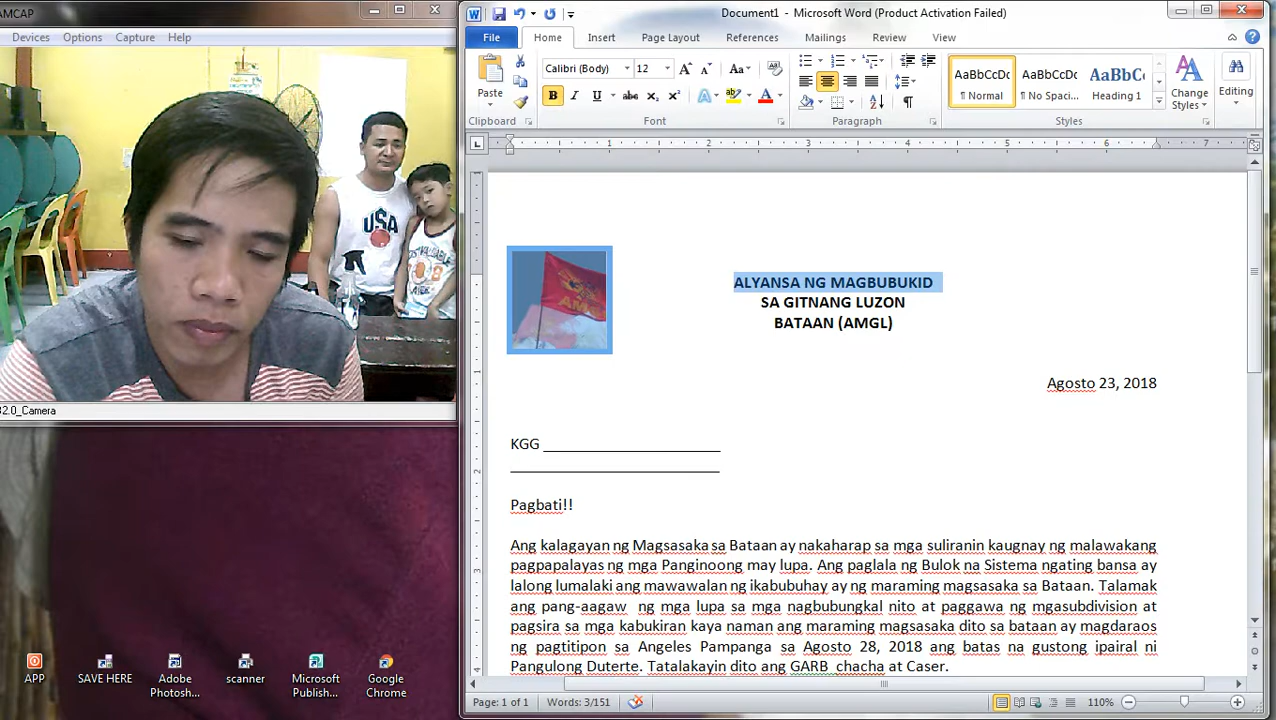 AMCAP
Devices Options Capture Help
USA
32.0_Camera
APP
SAVE HERE
Adobe Photosh...
scanner
Microsoft Publish...
Google Chrome
Document1 - Microsoft Word (Product Activation Failed)
File Home Insert Page Layout References Mailings Review View
Paste
Calibri (Body) 12
AaBbCcDc AaBbCcDc AaBbC
¶ Normal ¶ No Spaci... Heading 1
Change Styles
Editing
Clipboard Font Paragraph Styles
1 2 3 4 5 6 7
ALYANSA NG MAGBUBUKID
SA GITNANG LUZON
BATAAN (AMGL)
Agosto 23, 2018
KGG ____________________
Pagbati!!
Ang kalagayan ng Magsasaka sa Bataan ay nakaharap sa mga suliranin kaugnay ng malawakang
pagpapalayas ng mga Panginoong may lupa. Ang paglala ng Bulok na Sistema ngating bansa ay
lalong lumalaki ang mawawalan ng ikabubuhay ay ng maraming magsasaka sa Bataan. Talamak
ang pang-aagaw ng mga lupa sa mga nagbubungkal nito at paggawa ng mgasubdivision at
pagsira sa mga kabukiran kaya naman ang maraming magsasaka dito sa bataan ay magdaraos
ng pagtitipon sa Angeles Pampanga sa Agosto 28, 2018 ang batas na gustong ipairal ni
Pangulong Duterte. Tatalakayin dito ang GARB chacha at Caser.
Page: 1 of 1 Words: 3/151 110%